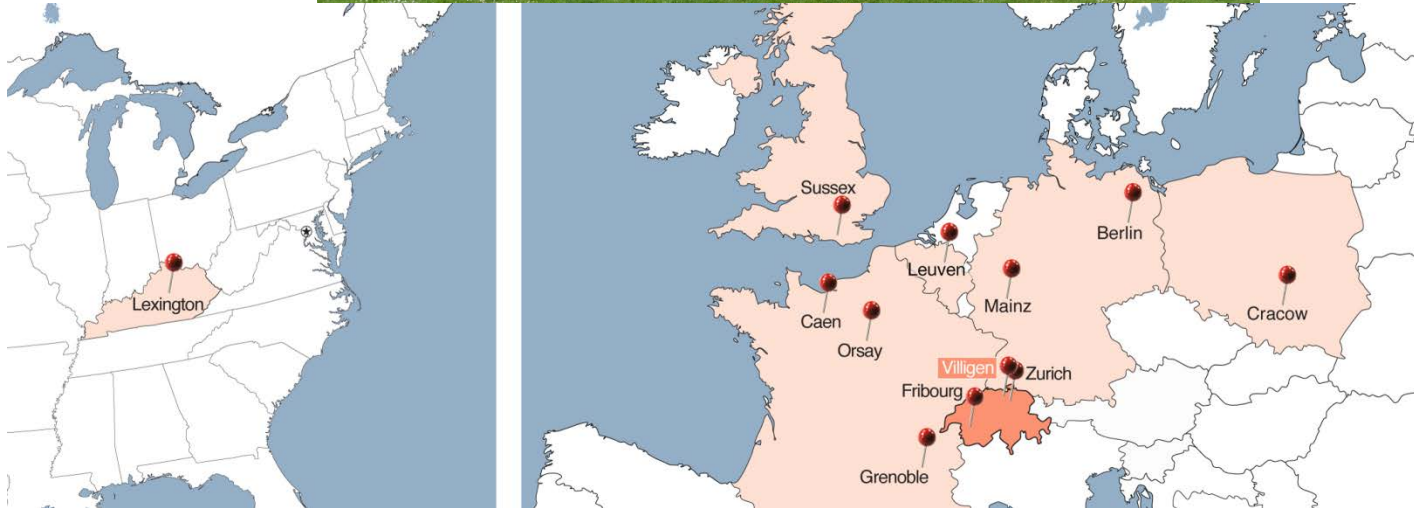 Lexington
Sussex
Berlin
Leuven
Mainz
Cracow
Caen
Orsay
Villigen
Zurich
Fribourg
Grenoble